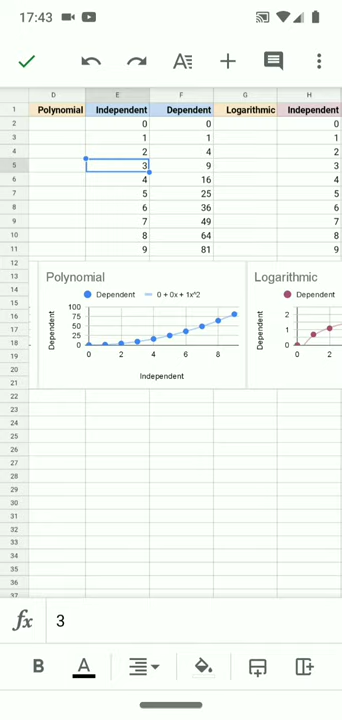 17:43
D E F G H
1 Polynomial Independent Dependent Logarithmic Independent
2 0 0 0
3 1 1 1
4 2 4 2
5 3 9 3
6 4 16 4
7 5 25 5
8 6 36 6
9 7 49 7
10 8 64 8
11 9 81 9
12
13
14
15
16
17
18
19
20
21
Polynomial
Dependent 0 + 0x + 1x^2
Dependent
100
75
50
25
0
0 2 4 6 8
Independent
Logarithmic
Dependent
Dependent
2
1
0
0 2
22
23
24
25
26
27
28
29
30
31
32
33
34
35
36
37
fx 3
B A